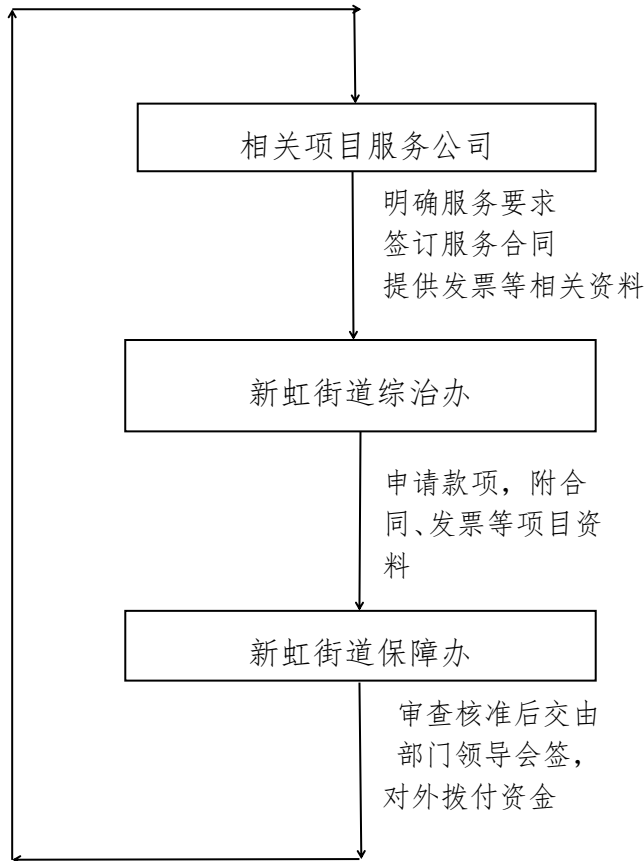 相关项目服务公司
明确服务要求
签订服务合同
提供发票等相关资料
新虹街道综治办
申请款项，附合
同、发票等项目资
料
新虹街道保障办
审查核准后交由
部门领导会签，
对外拨付资金